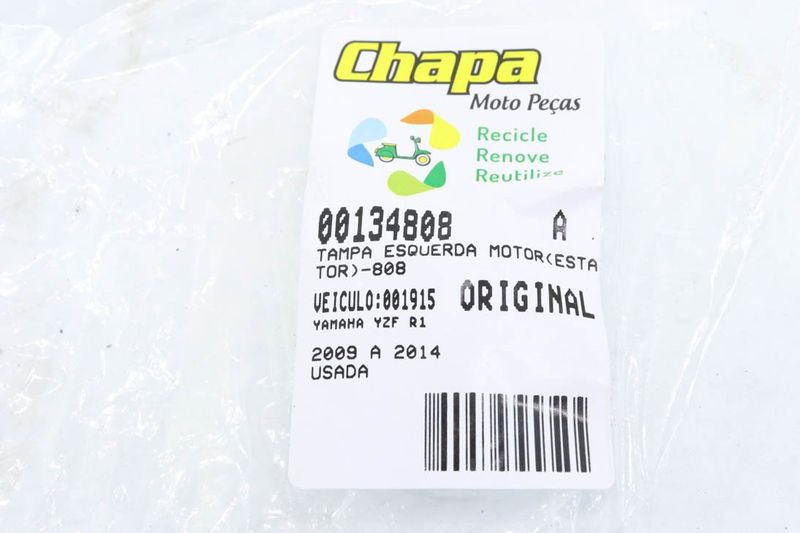 Chapa
Moto Peças
Recicle
Renove
Reutilize
00134808 A
TAMPA ESQUERDA MOTOR(ESTA
TOR)-808
VEICULO:001915 ORIGINAL
YAMAHA YZF R1
2009 A 2014
USADA